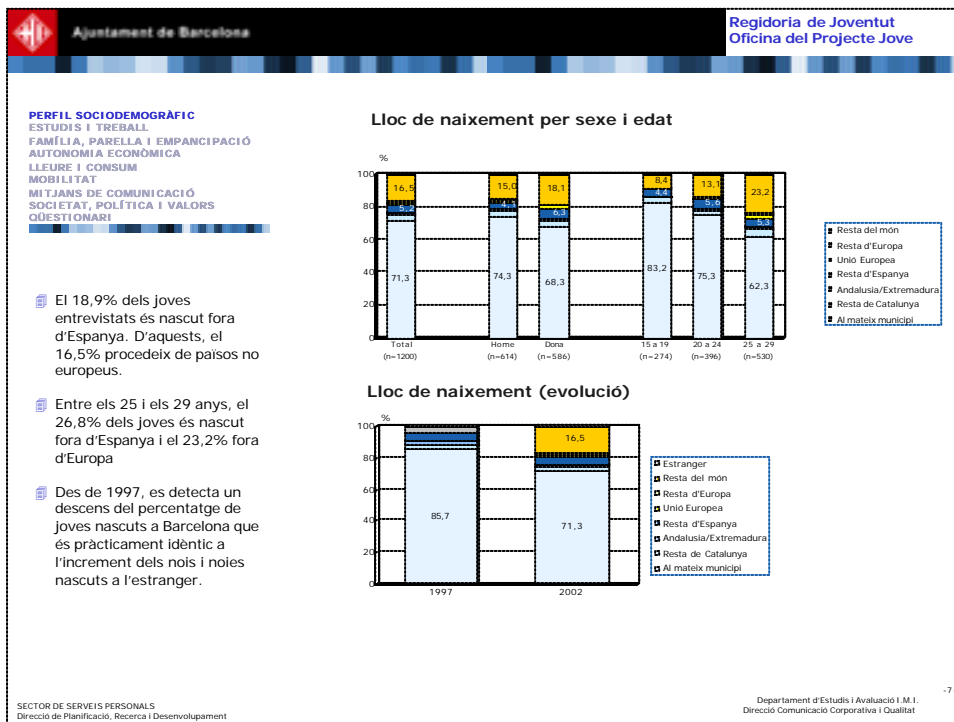 Ajuntament de Barcelona
Regidoria de Joventut
Oficina del Projecte Jove
PERFIL SOCIODEMOGRÀFIC
ESTUDIS I TREBALL
FAMÍLIA, PARELLA I EMPANCIPACIÓ
AUTONOMIA ECONÒMICA
LLEURE I CONSUM
MOBILITAT
MITJANS DE COMUNICACIÓ
SOCIETAT, POLÍTICA I VALORS
QÜESTIONARI
El 18,9% dels joves
entrevistats és nascut fora
d'Espanya. D'aquests, el
16,5% procedeix de països no
europeus.
Entre els 25 i els 29 anys, el
26,8% dels joves és nascut
fora d'Espanya i el 23,2% fora
d'Europa
Des de 1997, es detecta un
descens del percentatge de
joves nascuts a Barcelona que
és pràcticament idèntic a
l'increment dels nois i noies
nascuts a l'estranger.
Lloc de naixement per sexe i edat
%
100
80
60
40
20
0
16,5 15,0 18,1 8,4 13,1 23,2
5,2 4,3 6,3 4,4 5,6 5,3
71,3 74,3 68,3 83,2 75,3 62,3
Total Home Dona 15 a 19 20 a 24 25 a 29
(n=1200) (n=614) (n=586) (n=274) (n=396) (n=530)
Resta del món
Resta d'Europa
Unió Europea
Resta d'Espanya
Andalusia/Extremadura
Resta de Catalunya
Al mateix municipi
Lloc de naixement (evolució)
%
100
80
60
40
20
0
16,5
85,7 71,3
1997 2002
Estranger
Resta del món
Resta d'Europa
Unió Europea
Resta d'Espanya
Andalusia/Extremadura
Resta de Catalunya
Al mateix municipi
SECTOR DE SERVEIS PERSONALS
Direcció de Planificació, Recerca i Desenvolupament
Departament d'Estudis i Avaluació I.M.I.
Direcció Comunicació Corporativa i Qualitat
-7